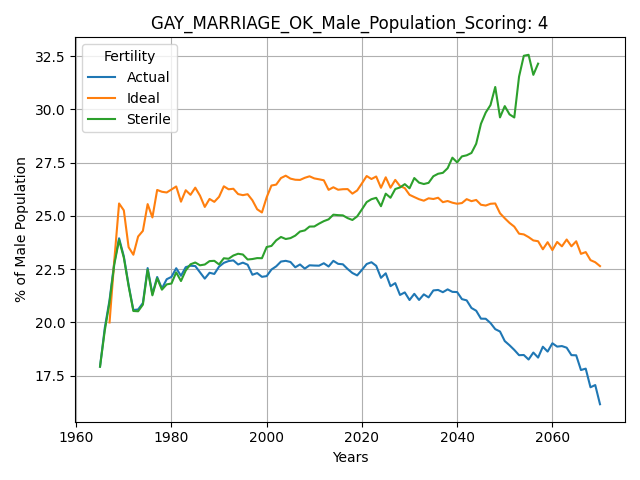 GAY_MARRIAGE_OK_Male_Population_Scoring: 4
Fertility
Actual
Ideal
Sterile
% of Male Population
32.5
30.0
27.5
25.0
22.5
20.0
17.5
1960 1980 2000 2020 2040 2060
Years